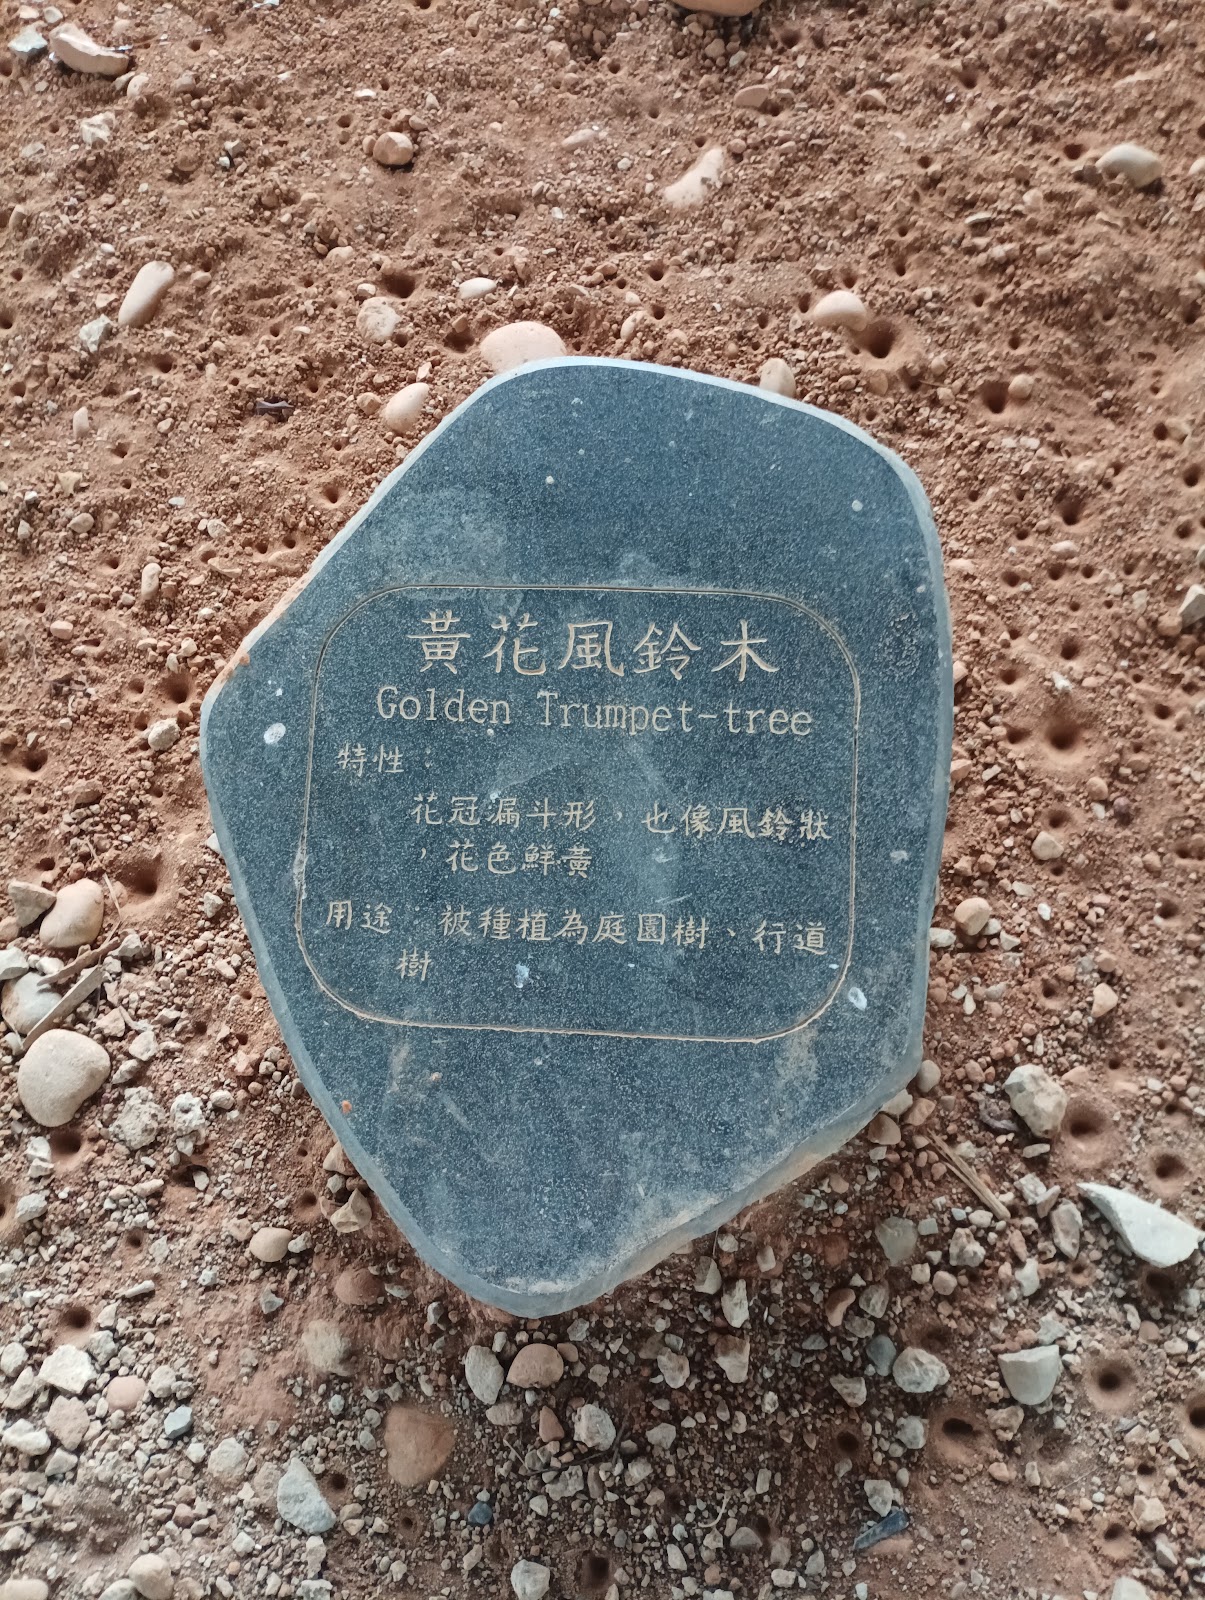 黃花風鈴木
Golden Trumpet-tree
特性：
花冠漏斗形，也像風鈴狀
，花色鮮黃
用途：被種植為庭園樹、行道
樹